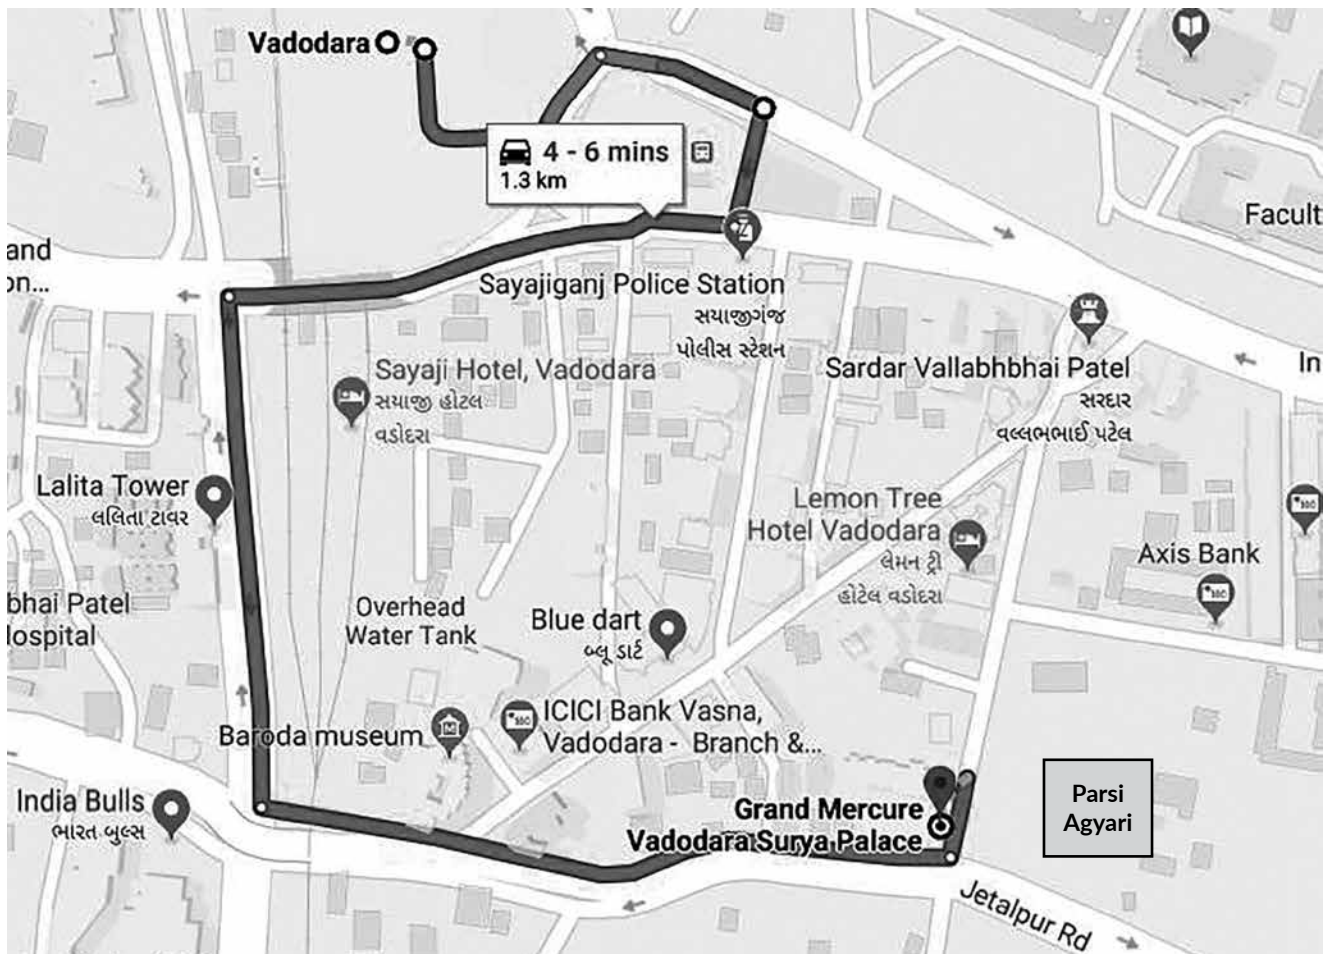 Vadodara
4 - 6 mins
1.3 km
Facult
and
on...
Sayajiganj Police Station
સયાજીગંજ
પોલીસ સ્ટેશન
Sardar Vallabhbhai Patel
સરદાર
વલ્લભભાઈ પટેલ
In
Sayaji Hotel, Vadodara
સયાજી હોટલ
વડોદરા
Lalita Tower
લલિતા ટાવર
Lemon Tree
Hotel Vadodara
લેમન ટ્રી
હોટેલ વડોદરા
Axis Bank
bhai Patel
Hospital
Overhead
Water Tank
Blue dart
બ્લૂ ડાર્ટ
Baroda museum
ICICI Bank Vasna,
Vadodara - Branch &...
India Bulls
ભારત બુલ્સ
Grand Mercure
Vadodara Surya Palace
Parsi
Agyari
Jetalpur Rd